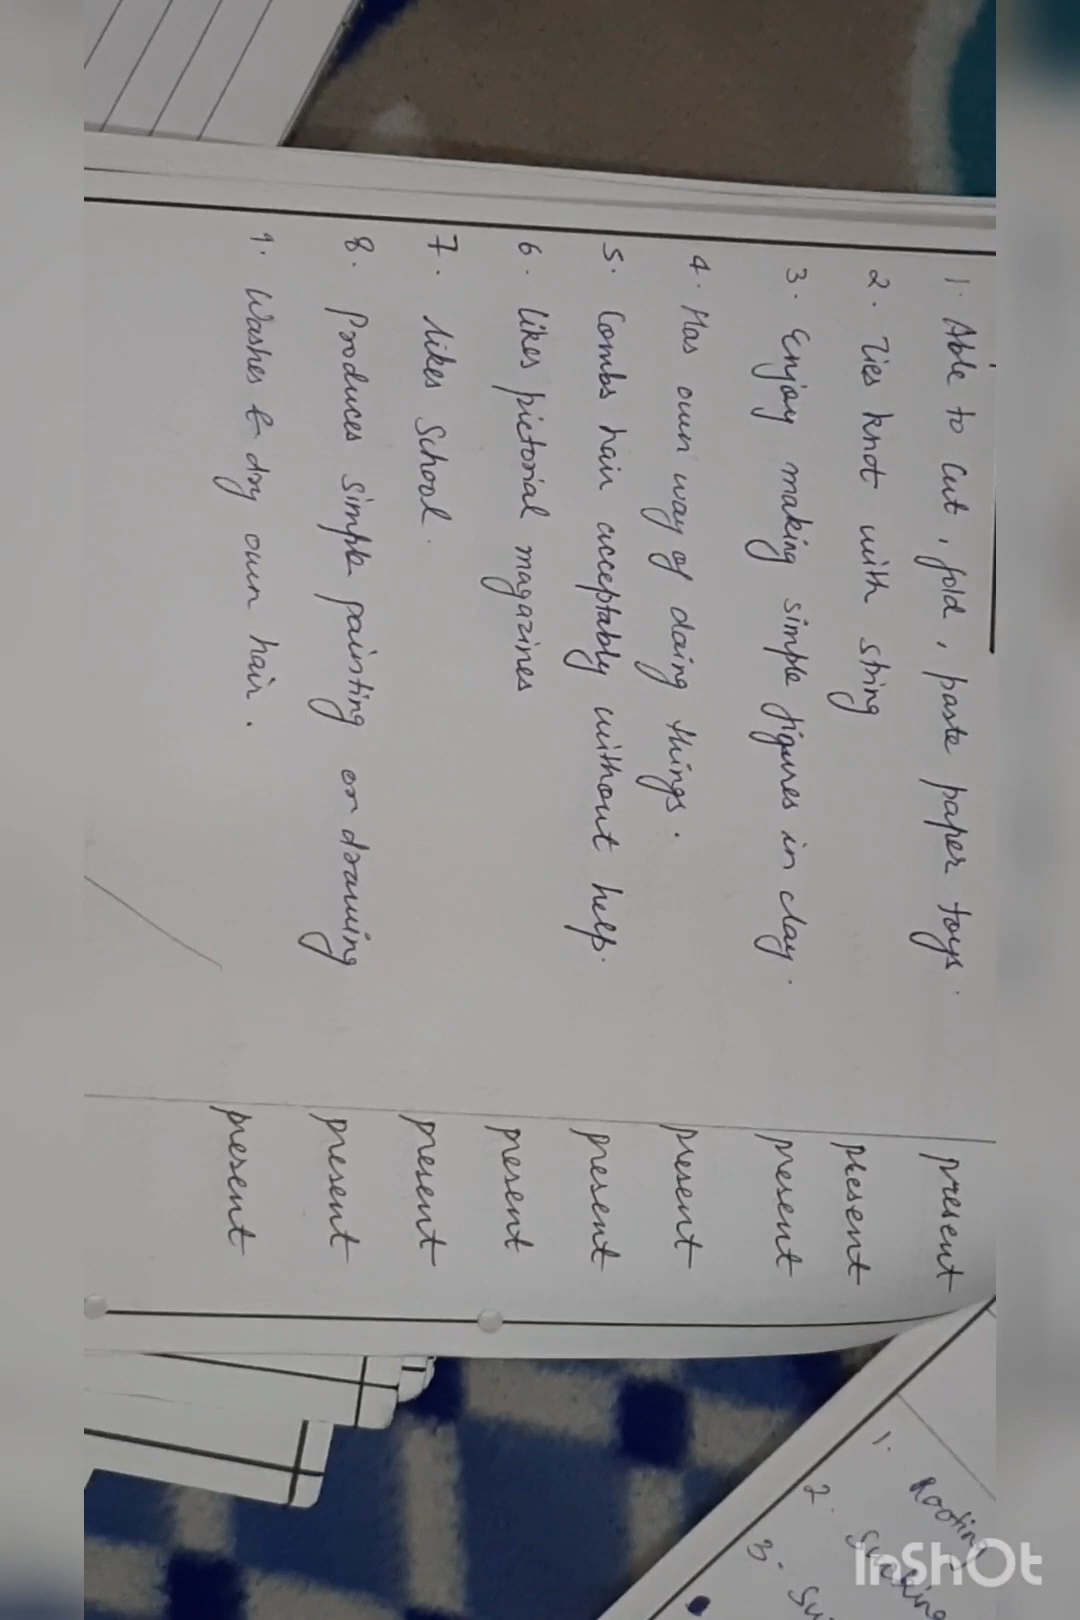 1. Able to cut, fold, paste paper toys. present
2. Ties knot with string present
3. Enjoy making simple figures in clay. present
4. Has own way of doing things. present
5. Combs hair acceptably without help. present
6. likes pictorial magazines present
7. likes School. present
8. Produces simple painting or drawing present
9. Washes & dry own hair. present
1. Rooting
2. Sucking
3.
InShOt